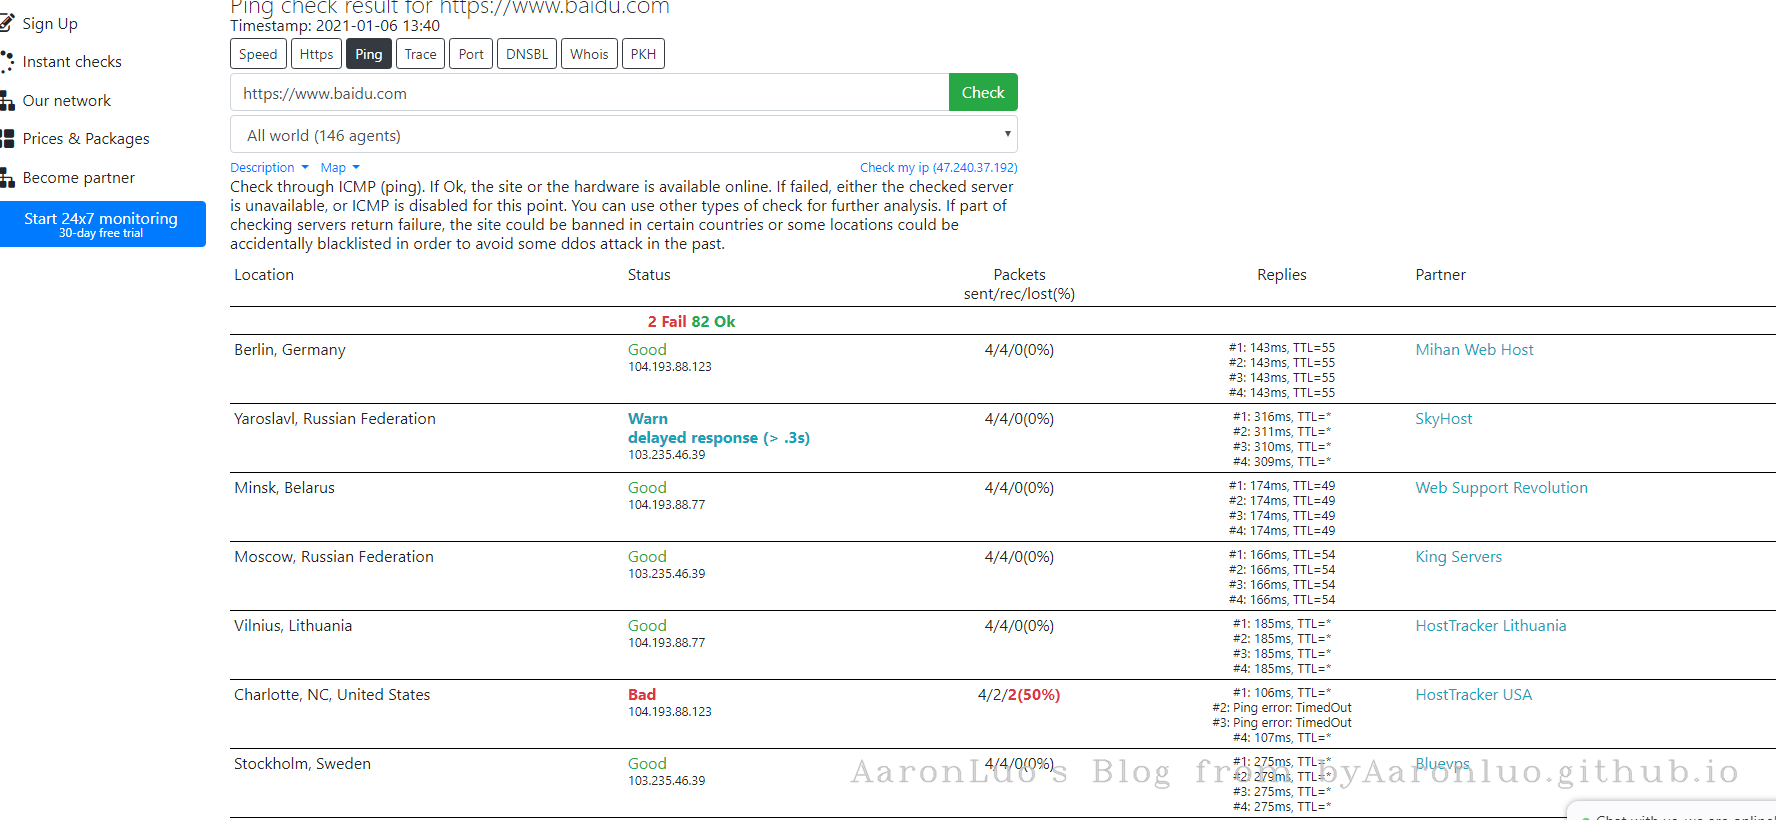 Ping check result for https://www.baidu.com
Sign Up
Timestamp: 2021-01-06 13:40
Speed Https Ping Trace Port DNSBL Whois PKH
Instant checks
https://www.baidu.com Check
Our network
All world (146 agents)
Prices & Packages
Description Map Check my ip (47.240.37.192)
Become partner
Check through ICMP (ping). If Ok, the site or the hardware is available online. If failed, either the checked server
is unavailable, or ICMP is disabled for this point. You can use other types of check for further analysis. If part of
checking servers return failure, the site could be banned in certain countries or some locations could be
accidentally blacklisted in order to avoid some ddos attack in the past.
Start 24x7 monitoring
30-day free trial
Location Status Packets Replies Partner
sent/rec/lost(%)
2 Fail 82 Ok
Berlin, Germany Good 4/4/0(0%) #1: 143ms, TTL=55 Mihan Web Host
104.193.88.123 #2: 143ms, TTL=55
#3: 143ms, TTL=55
#4: 143ms, TTL=55
Yaroslavl, Russian Federation Warn 4/4/0(0%) #1: 316ms, TTL=* SkyHost
delayed response (> .3s) #2: 311ms, TTL=*
103.235.46.39 #3: 310ms, TTL=*
#4: 309ms, TTL=*
Minsk, Belarus Good 4/4/0(0%) #1: 174ms, TTL=49 Web Support Revolution
104.193.88.77 #2: 174ms, TTL=49
#3: 174ms, TTL=49
#4: 174ms, TTL=49
Moscow, Russian Federation Good 4/4/0(0%) #1: 166ms, TTL=54 King Servers
103.235.46.39 #2: 166ms, TTL=54
#3: 166ms, TTL=54
#4: 166ms, TTL=54
Vilnius, Lithuania Good 4/4/0(0%) #1: 185ms, TTL=* HostTracker Lithuania
104.193.88.77 #2: 185ms, TTL=*
#3: 185ms, TTL=*
#4: 185ms, TTL=*
Charlotte, NC, United States Bad 4/2/2(50%) #1: 106ms, TTL=* HostTracker USA
104.193.88.123 #2: Ping error: TimedOut
#3: Ping error: TimedOut
#4: 107ms, TTL=*
Stockholm, Sweden Good 4/4/0(0%) #1: 275ms, TTL=* Bluevps
103.235.46.39 #2: 279ms, TTL=*
#3: 275ms, TTL=*
#4: 275ms, TTL=*
AaronLuo's Blog from byAaronluo.github.io
Chat with us, we are online!